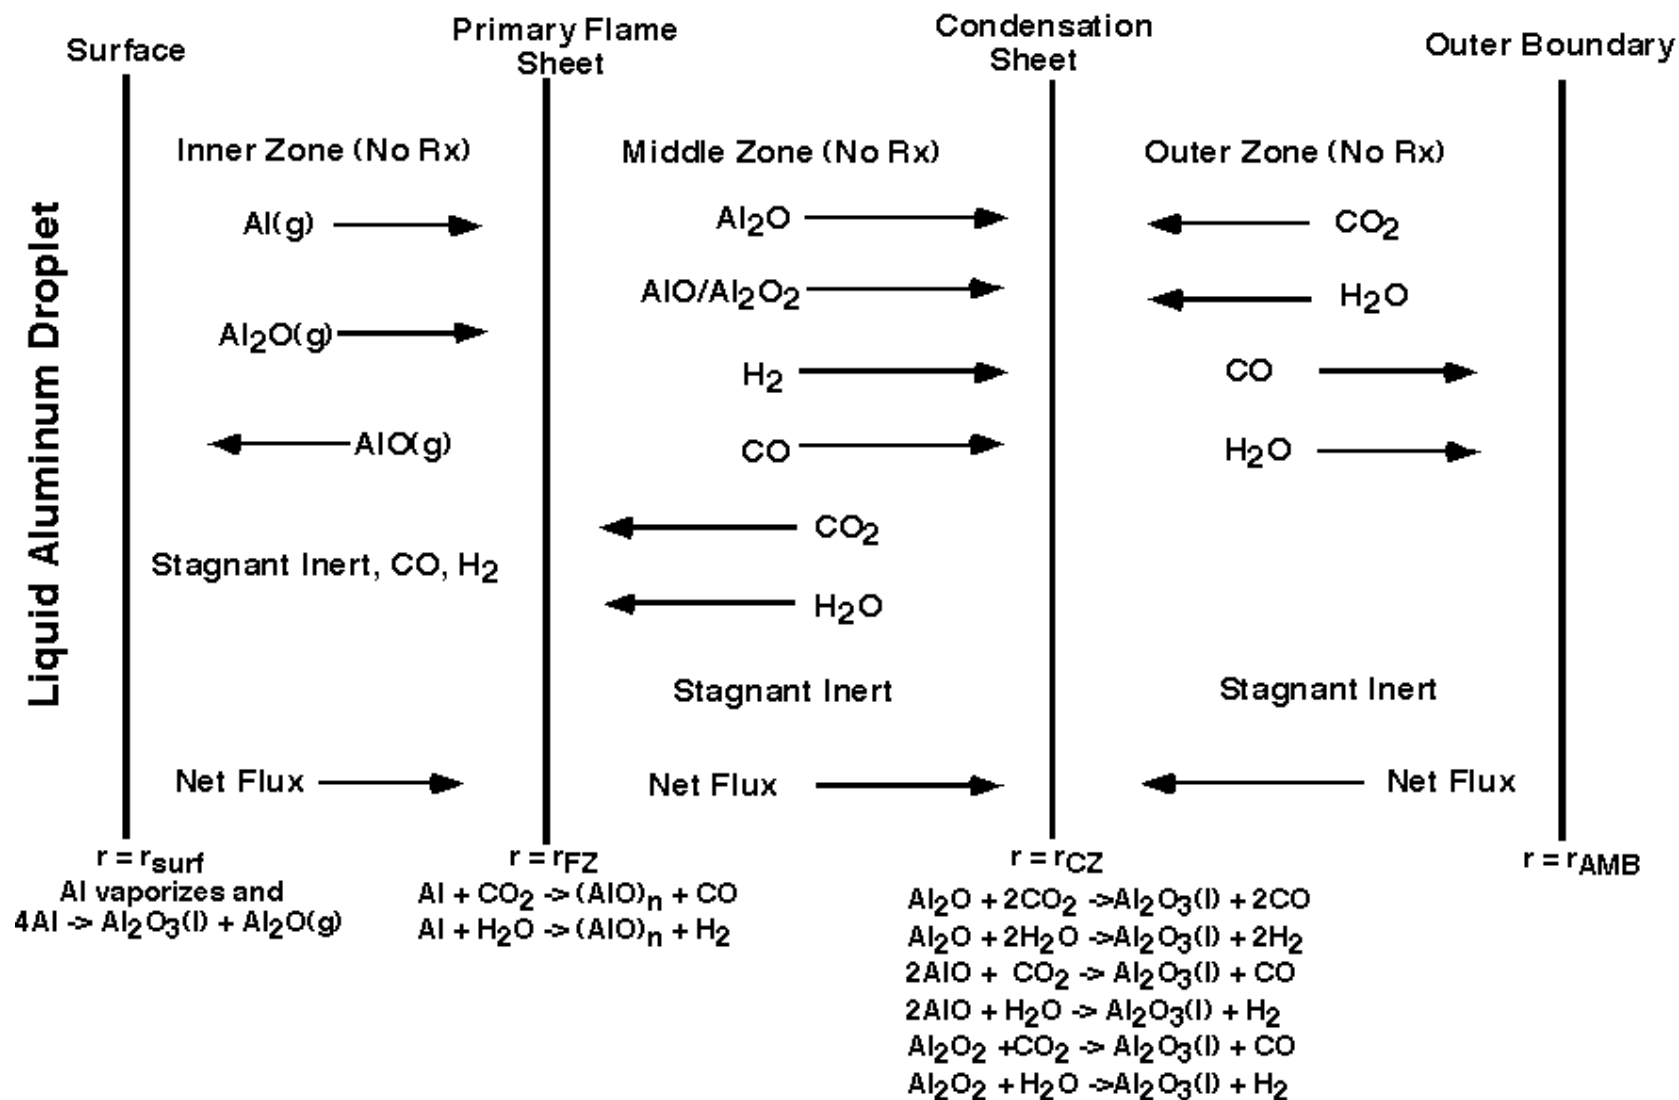 Surface
Primary Flame
Sheet
Condensation
Sheet
Outer Boundary
Liquid Aluminum Droplet
Inner Zone (No Rx)
Al(g)
Al₂O(g)
AlO(g)
Stagnant Inert, CO, H₂
Net Flux
Middle Zone (No Rx)
Al₂O
AlO/Al₂O₂
H₂
CO
CO₂
H₂O
Stagnant Inert
Net Flux
Outer Zone (No Rx)
CO₂
H₂O
CO
H₂O
Stagnant Inert
Net Flux
r = rsurf
Al vaporizes and
4Al -> Al₂O₃(l) + Al₂O(g)
r = rFZ
Al + CO₂ -> (AlO)n + CO
Al + H₂O -> (AlO)n + H₂
r = rCZ
Al₂O + 2CO₂ ->Al₂O₃(l) + 2CO
Al₂O + 2H₂O ->Al₂O₃(l) + 2H₂
2AlO + CO₂ -> Al₂O₃(l) + CO
2AlO + H₂O -> Al₂O₃(l) + H₂
Al₂O₂ +CO₂ -> Al₂O₃(l) + CO
Al₂O₂ + H₂O ->Al₂O₃(l) + H₂
r = rAMB